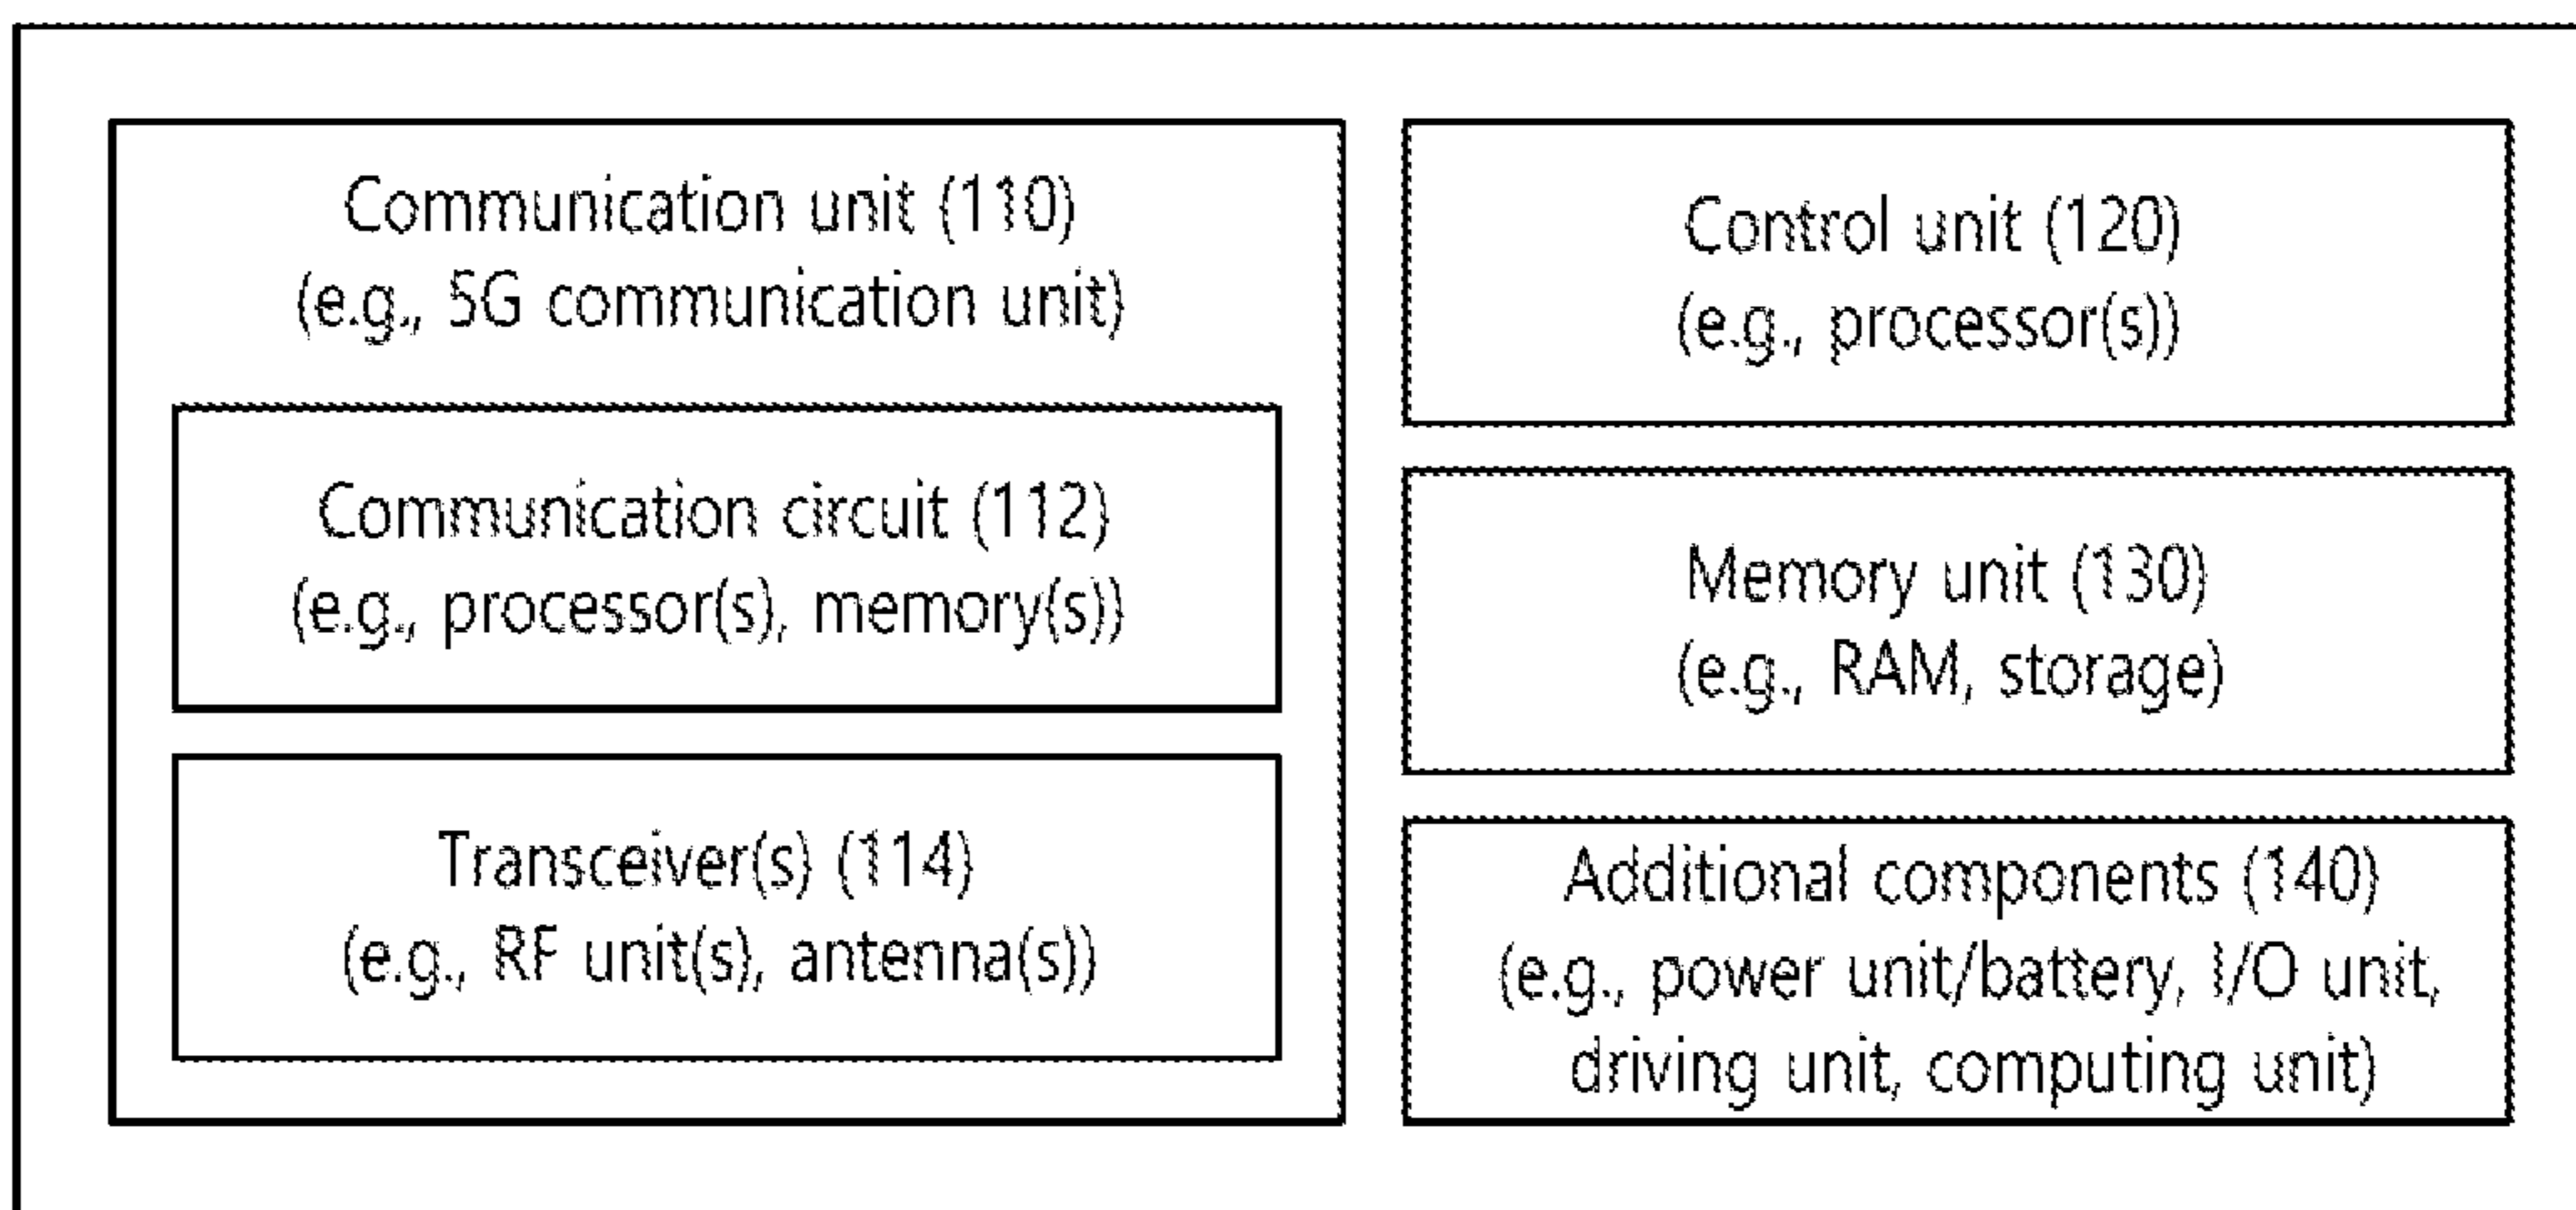 Communication unit (110)
(e.g., 5G communication unit)
Communication circuit (112)
(e.g., processor(s), memory(s))
Transceiver(s) (114)
(e.g., RF unit(s), antenna(s))
Control unit (120)
(e.g., processor(s))
Memory unit (130)
(e.g., RAM, storage)
Additional components (140)
(e.g., power unit/battery, I/O unit,
driving unit, computing unit)